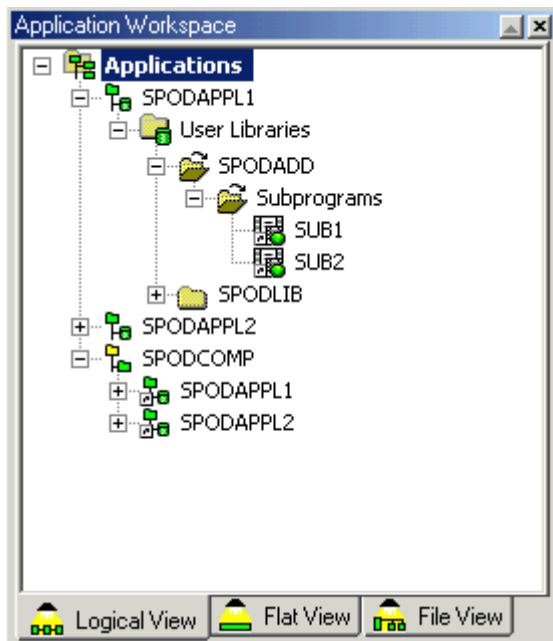 Application Workspace
Applications
SPODAPPL1
User Libraries
SPODADD
Subprograms
SUB1
SUB2
SPODLIB
SPODAPPL2
SPODCOMP
SPODAPPL1
SPODAPPL2
Logical View Flat View File View